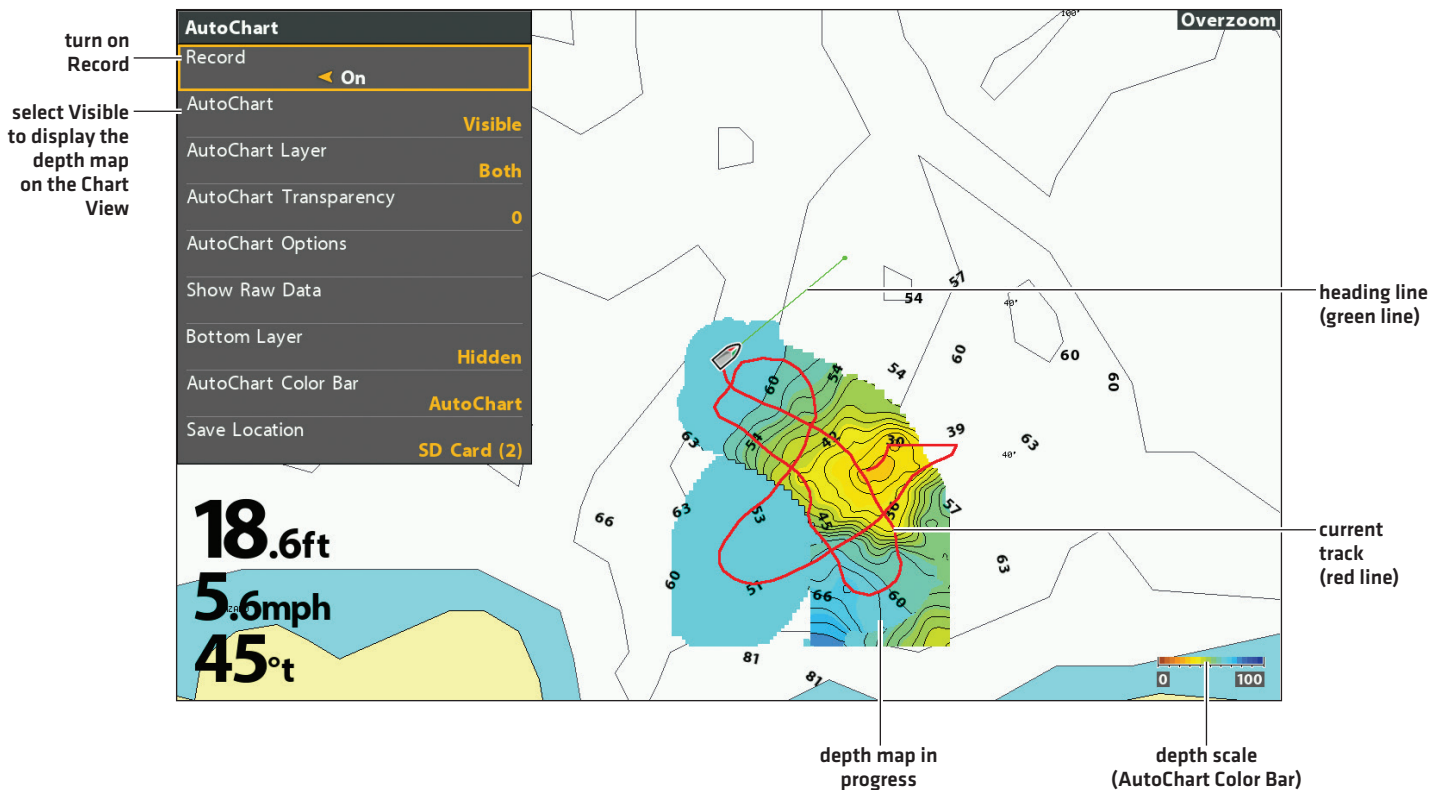 turn on
Record
select Visible
to display the
depth map
on the Chart
View
AutoChart
Record
On
AutoChart
Visible
AutoChart Layer
Both
AutoChart Transparency
0
AutoChart Options
Show Raw Data
Bottom Layer
Hidden
AutoChart Color Bar
AutoChart
Save Location
SD Card (2)
Overzoom
100'
57
54
40'
60
60
60
54
54
60
39
39
63
40'
63
54
42
66
63
53
45
36
57
63
60
51
66
60
81
81
18.6ft
5.6mph
45°t
0
100
heading line
(green line)
current
track
(red line)
depth map in
progress
depth scale
(AutoChart Color Bar)